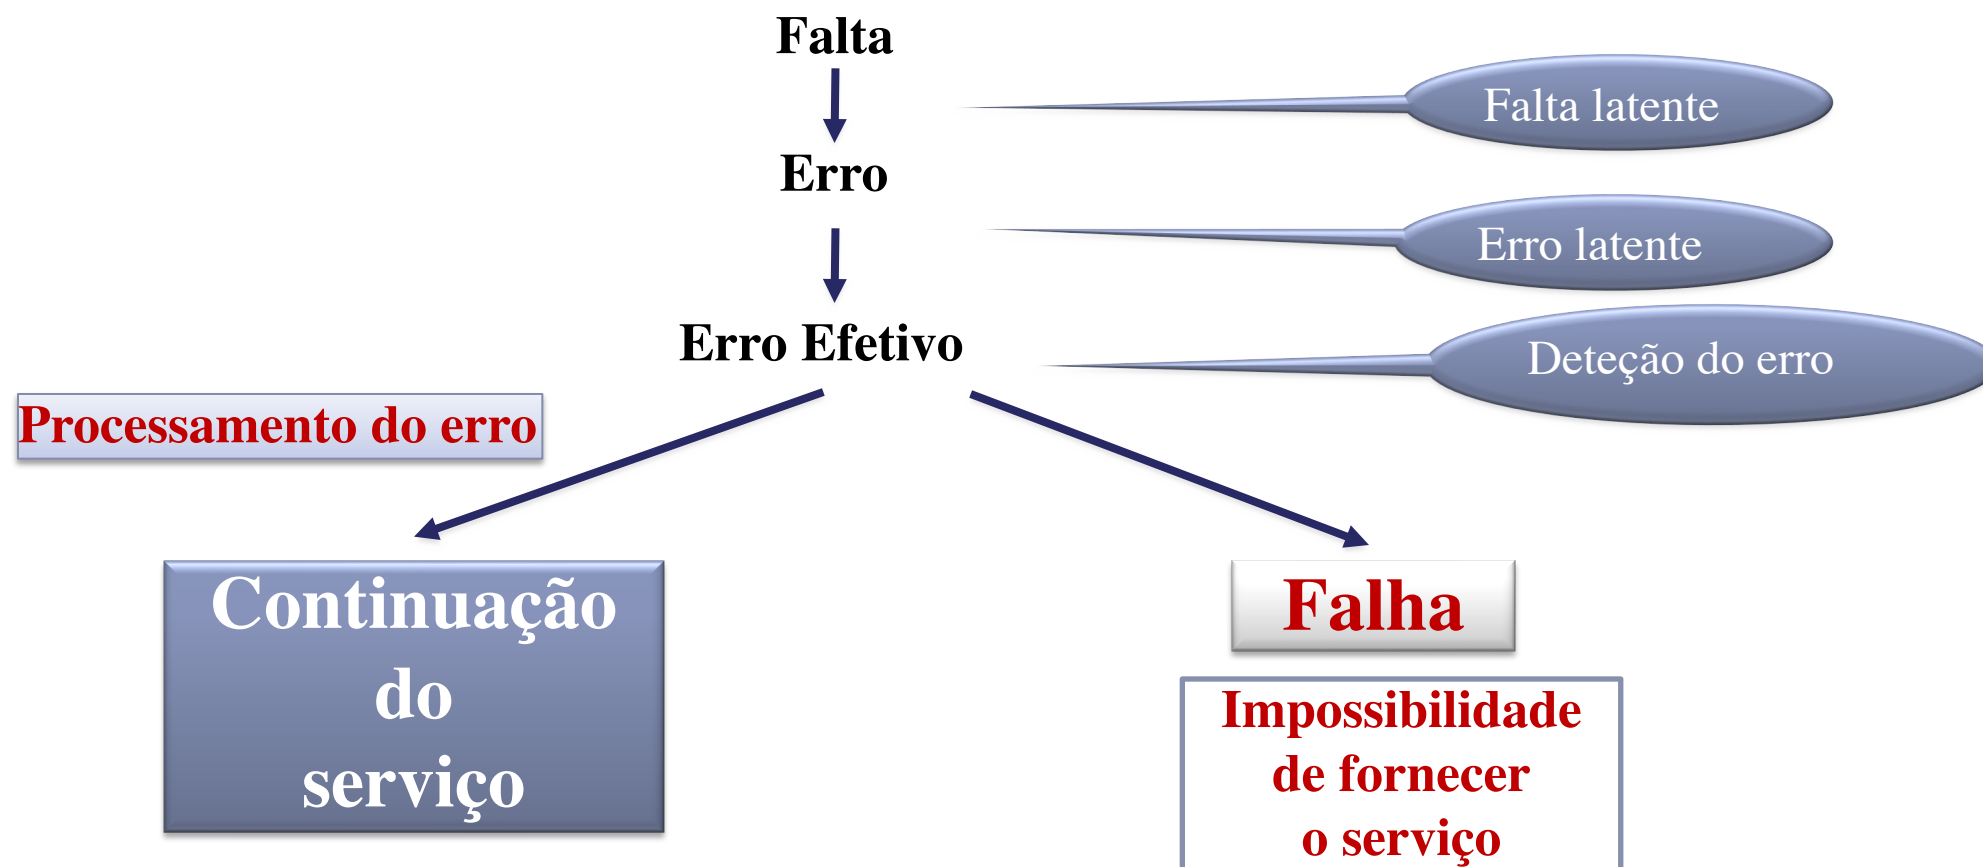 Falta
Falta latente
Erro
Erro latente
Erro Efetivo
Deteção do erro
Processamento do erro
Continuação
do
serviço
Falha
Impossibilidade
de fornecer
o serviço